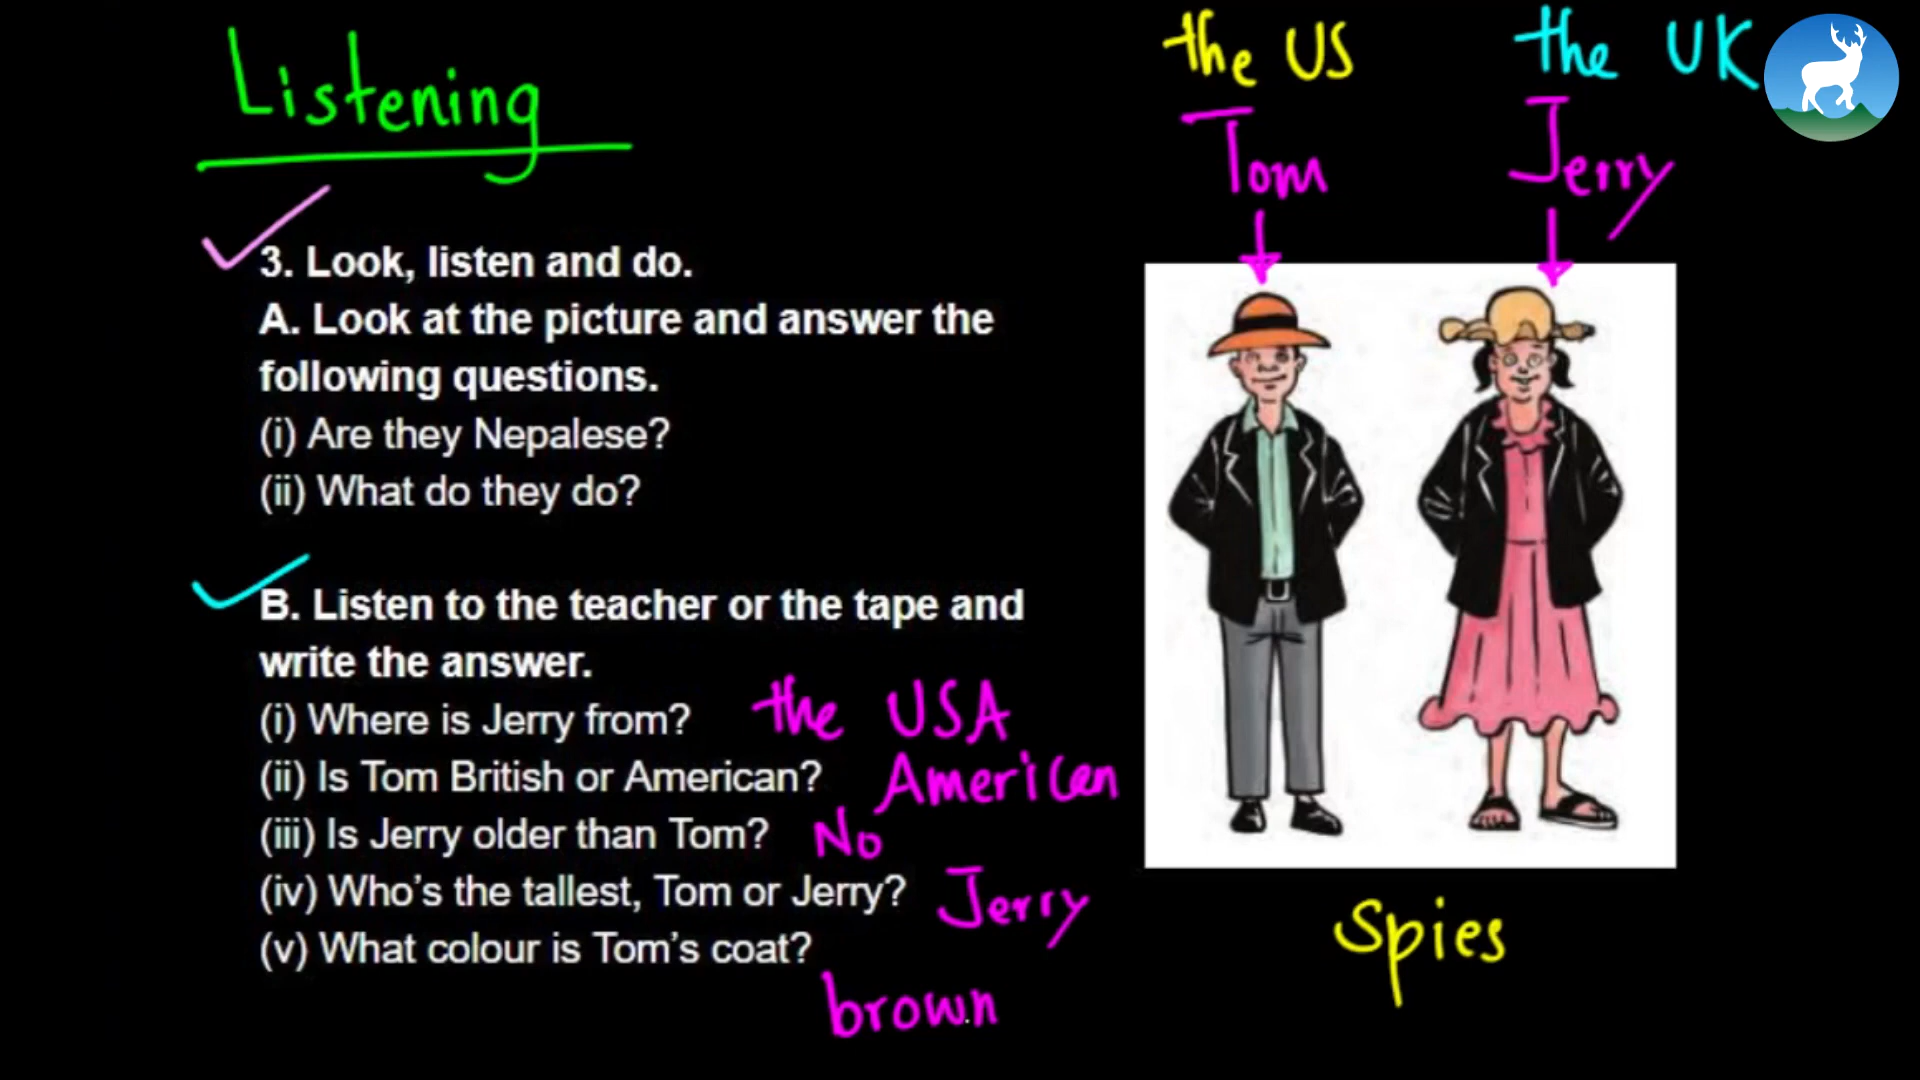 Listening
the US
the UK
Tom
Jerry
3. Look, listen and do.
A. Look at the picture and answer the
following questions.
(i) Are they Nepalese?
(ii) What do they do?
B. Listen to the teacher or the tape and
write the answer.
(i) Where is Jerry from? the USA
(ii) Is Tom British or American? American
(iii) Is Jerry older than Tom? No
(iv) Who's the tallest, Tom or Jerry? Jerry
(v) What colour is Tom's coat?
brown
Spies